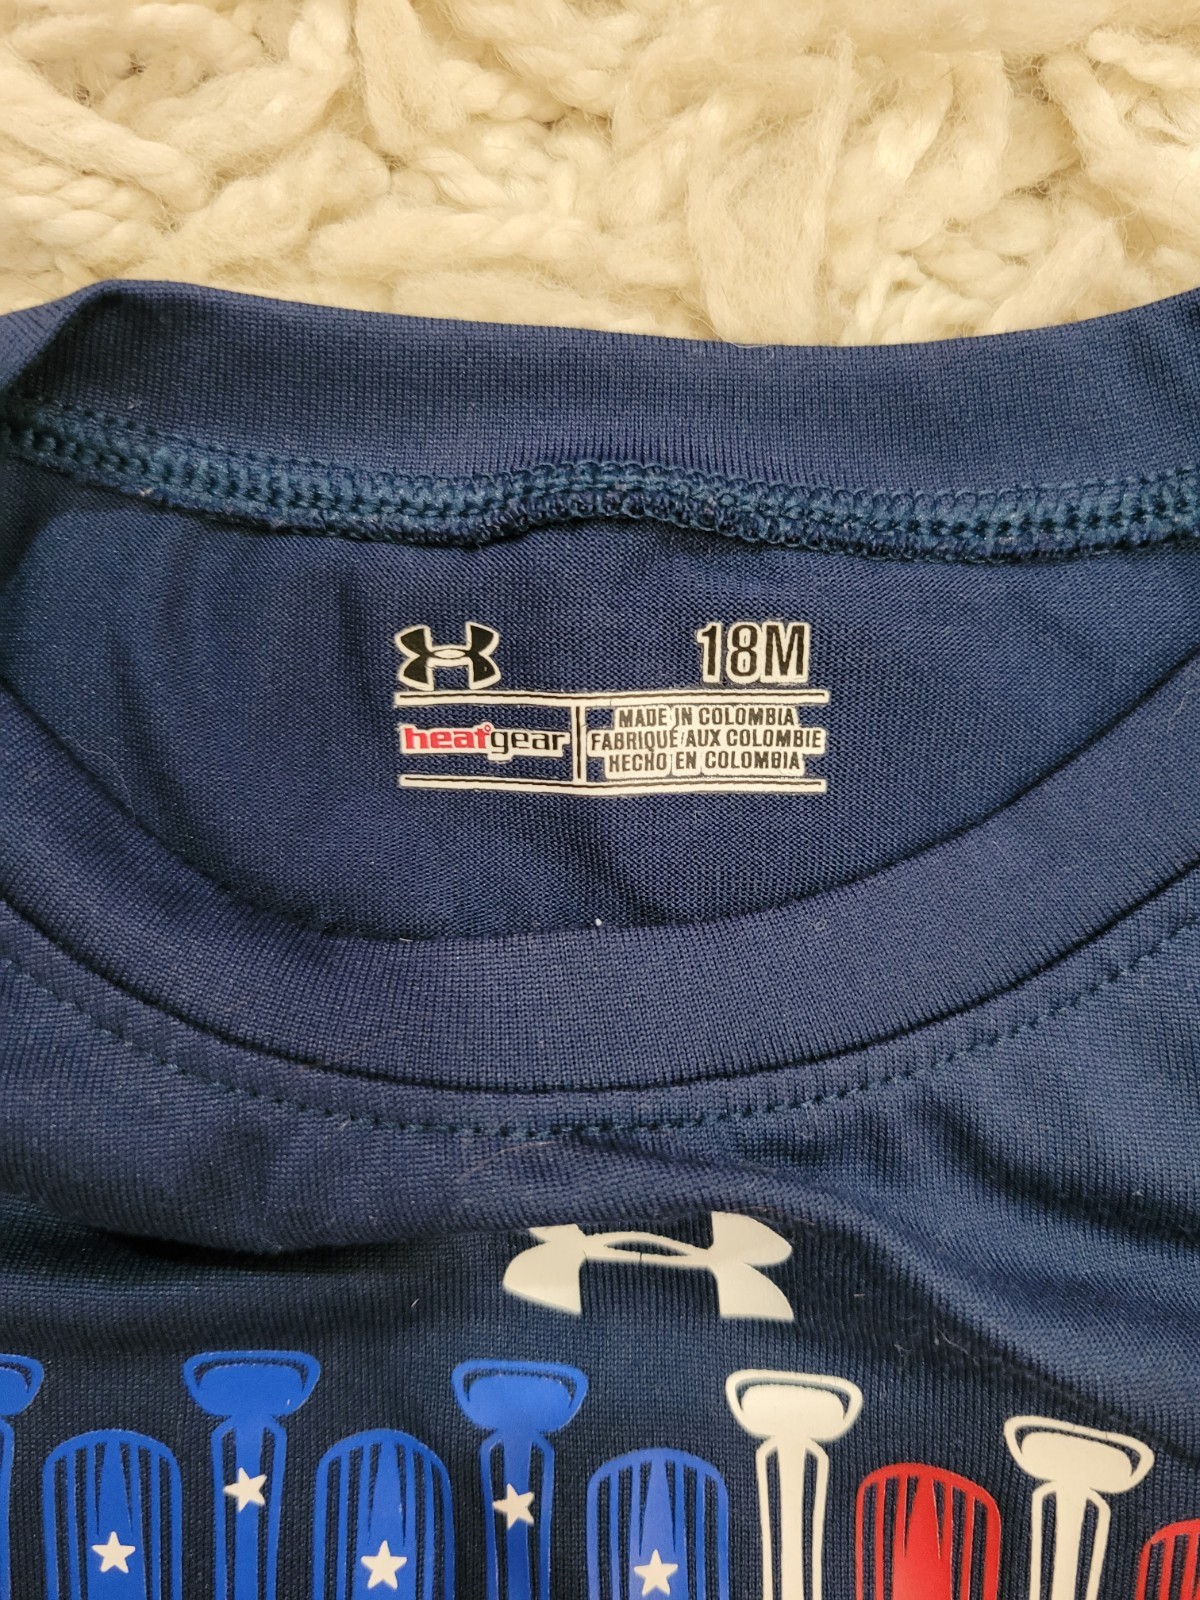 18M
heatgear
MADE IN COLOMBIA
FABRIQUÉ AUX COLOMBIE
HECHO EN COLOMBIA